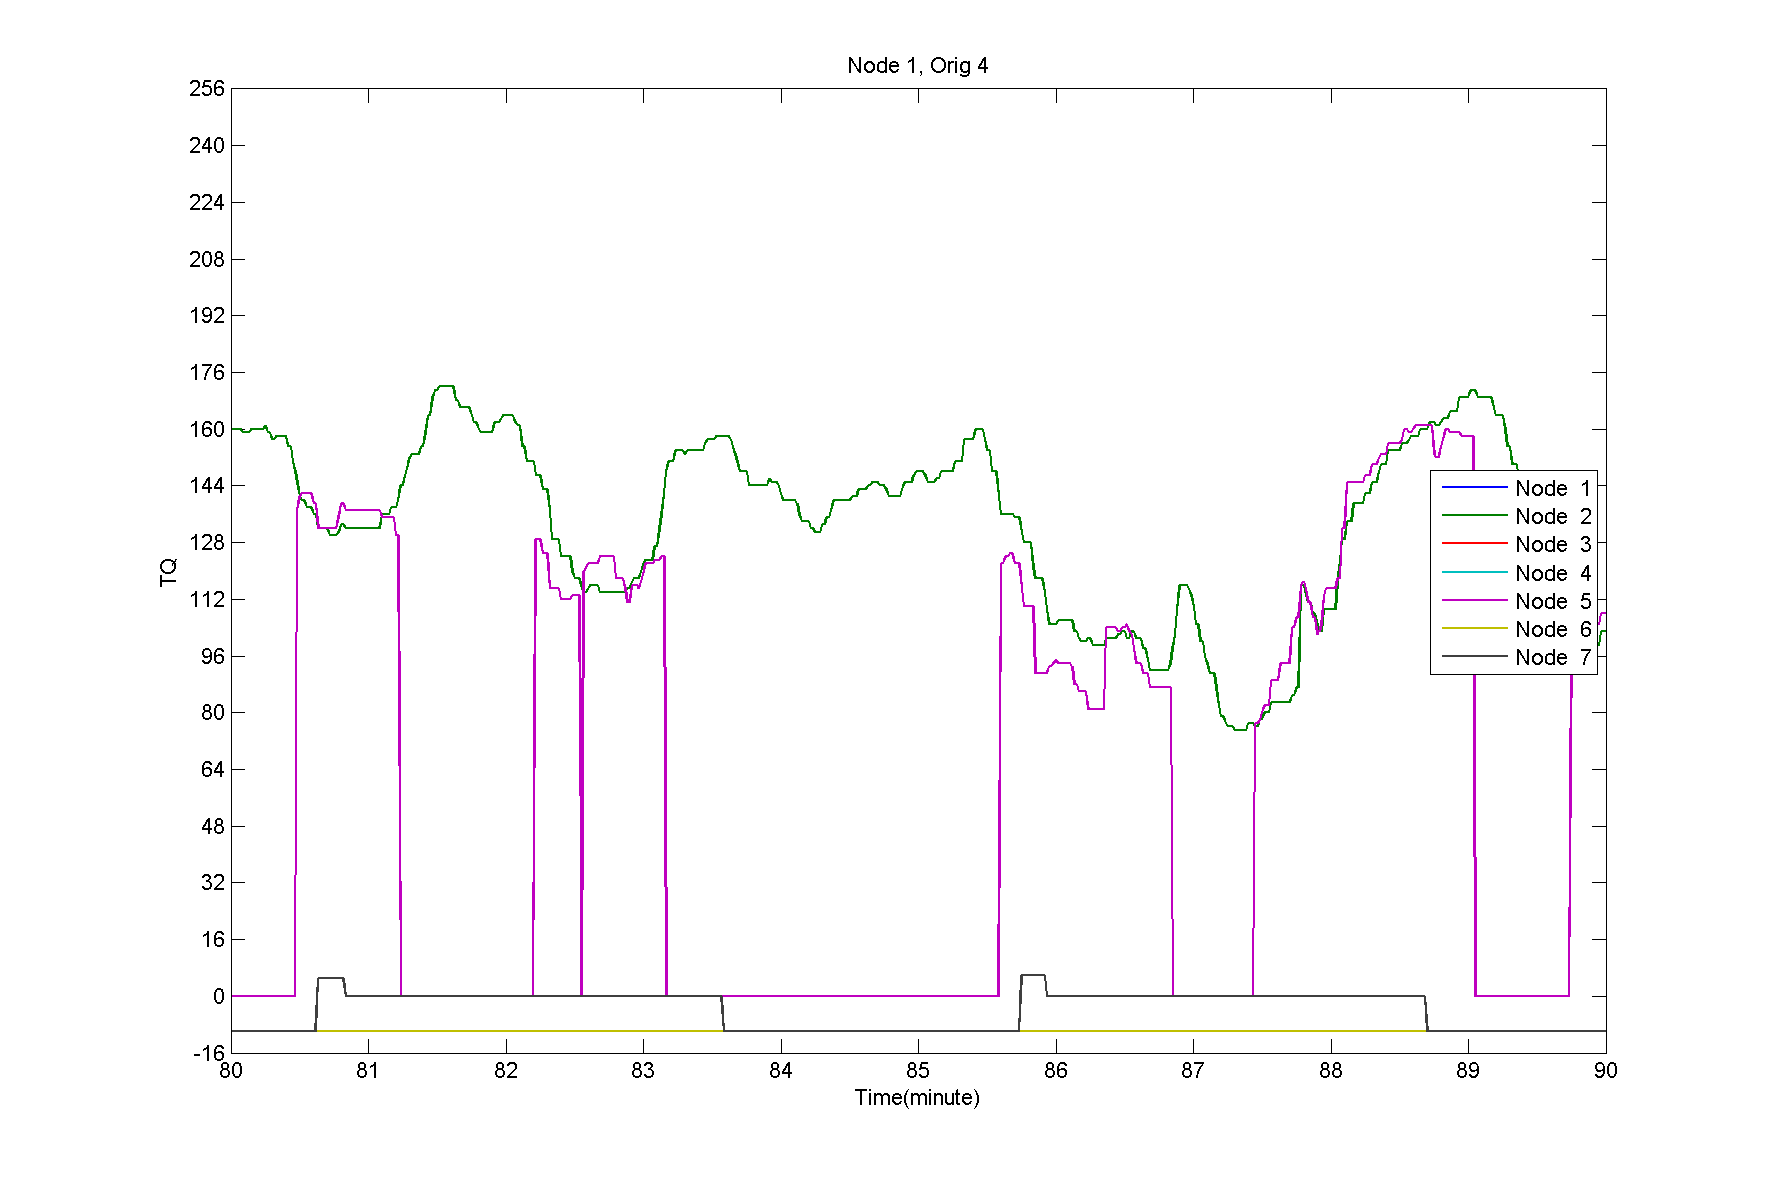 Node 1, Orig 4
256
240
224
208
192
176
160
144
128
112
96
80
64
48
32
16
0
-16
TQ
Node 1
Node 2
Node 3
Node 4
Node 5
Node 6
Node 7
80 81 82 83 84 85 86 87 88 89 90
Time(minute)